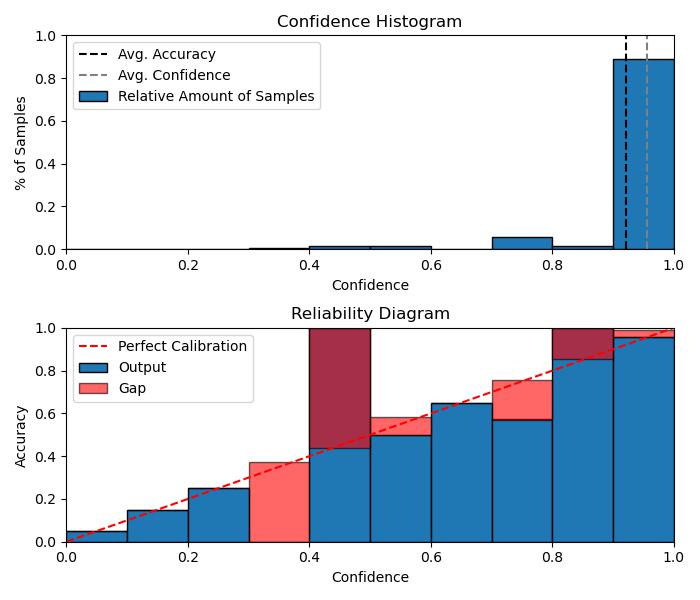 Confidence Histogram
1.0
0.8
0.6
0.4
0.2
0.0
% of Samples
Avg. Accuracy
Avg. Confidence
Relative Amount of Samples
0.0 0.2 0.4 0.6 0.8 1.0
Confidence
Reliability Diagram
1.0
0.8
0.6
0.4
0.2
0.0
Accuracy
Perfect Calibration
Output
Gap
0.0 0.2 0.4 0.6 0.8 1.0
Confidence